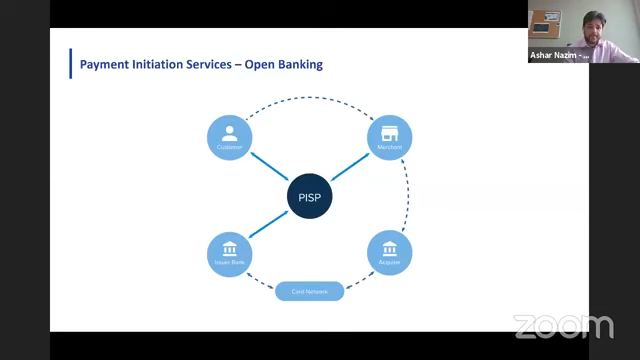 Ashar Nazim - ...
Payment Initiation Services – Open Banking
Customer
Merchant
PISP
Issuer Bank
Acquirer
Card Network
zoom